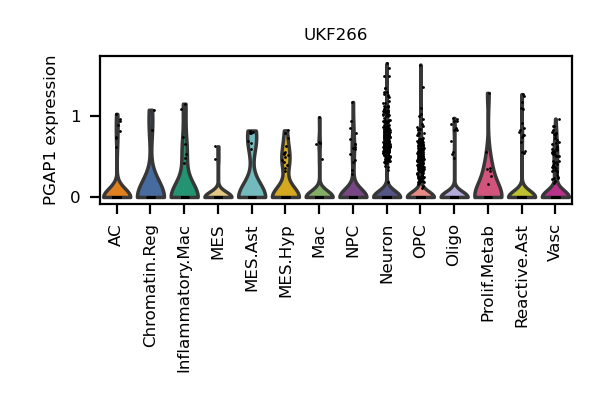 UKF266
PGAP1 expression
1
0
AC
Chromatin.Reg
Inflammatory.Mac
MES
MES.Ast
MES.Hyp
Mac
NPC
Neuron
OPC
Oligo
Prolif.Metab
Reactive.Ast
Vasc